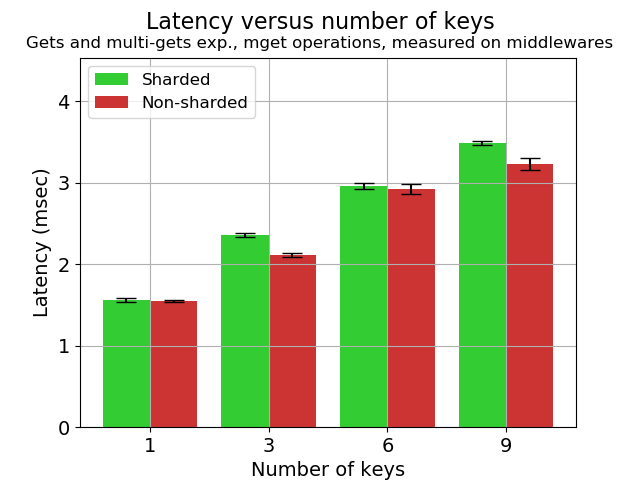 Latency versus number of keys
Gets and multi-gets exp., mget operations, measured on middlewares
Sharded
Non-sharded
Latency (msec)
4
3
2
1
0
1 3 6 9
Number of keys